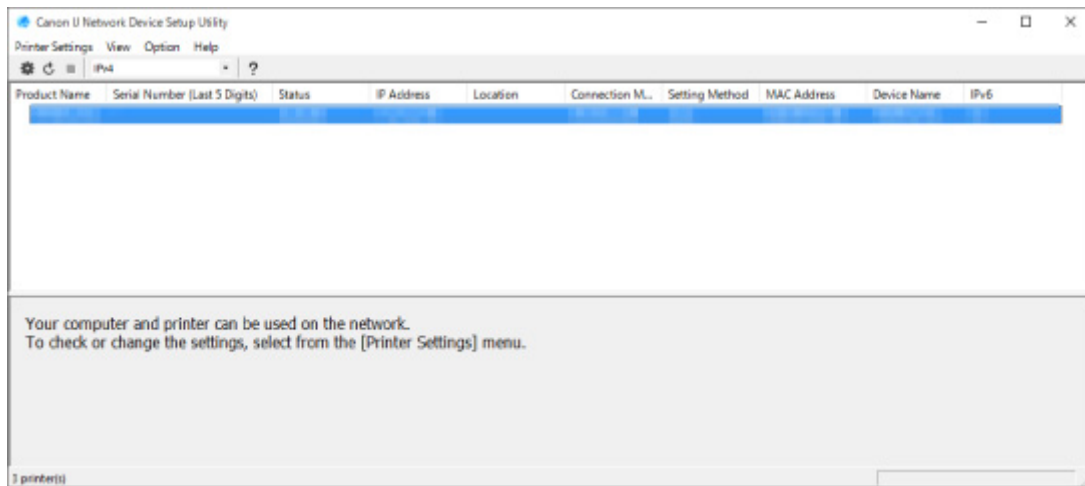 Canon IJ Network Device Setup Utility
Printer Settings View Option Help
IPv4 ?
Product Name Serial Number (Last 5 Digits) Status IP Address Location Connection M... Setting Method MAC Address Device Name IPv6
Your computer and printer can be used on the network.
To check or change the settings, select from the [Printer Settings] menu.
printer(s)